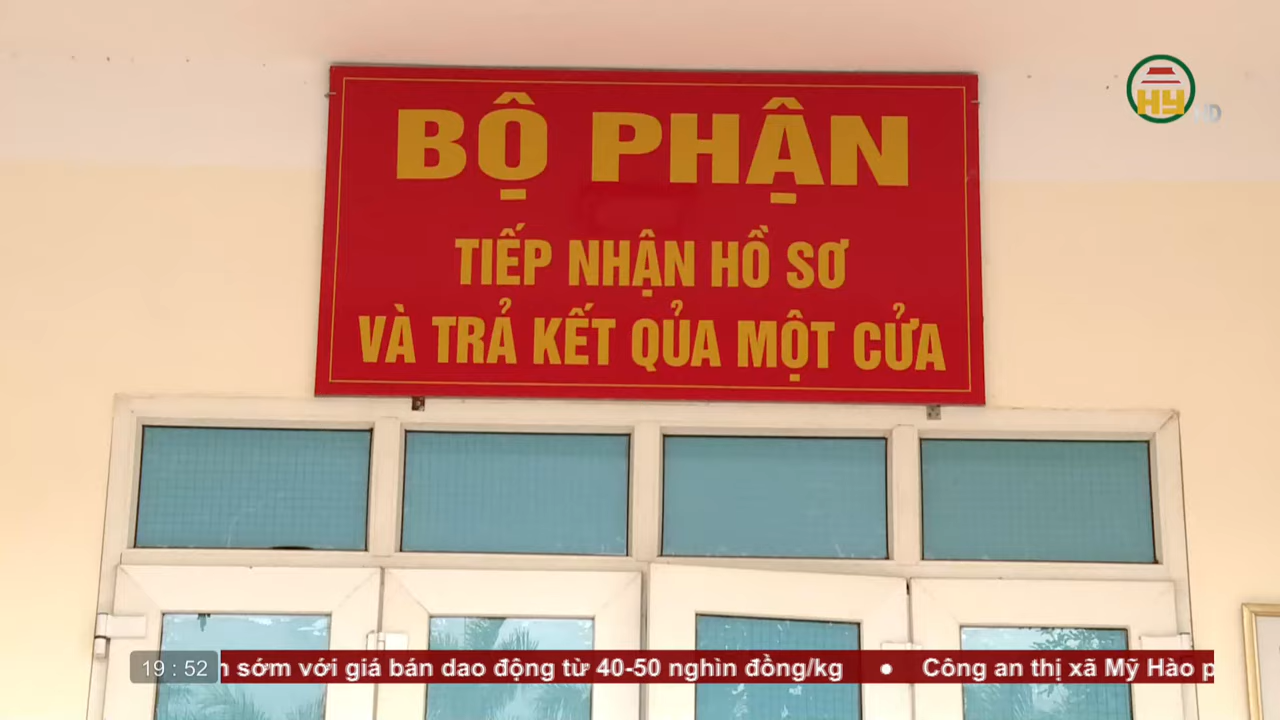 BỘ PHẬN
TIẾP NHẬN HỒ SƠ
VÀ TRẢ KẾT QỦA MỘT CỬA
HY HD
19 : 52
sớm với giá bán dao động từ 40-50 nghìn đồng/kg ● Công an thị xã Mỹ Hào